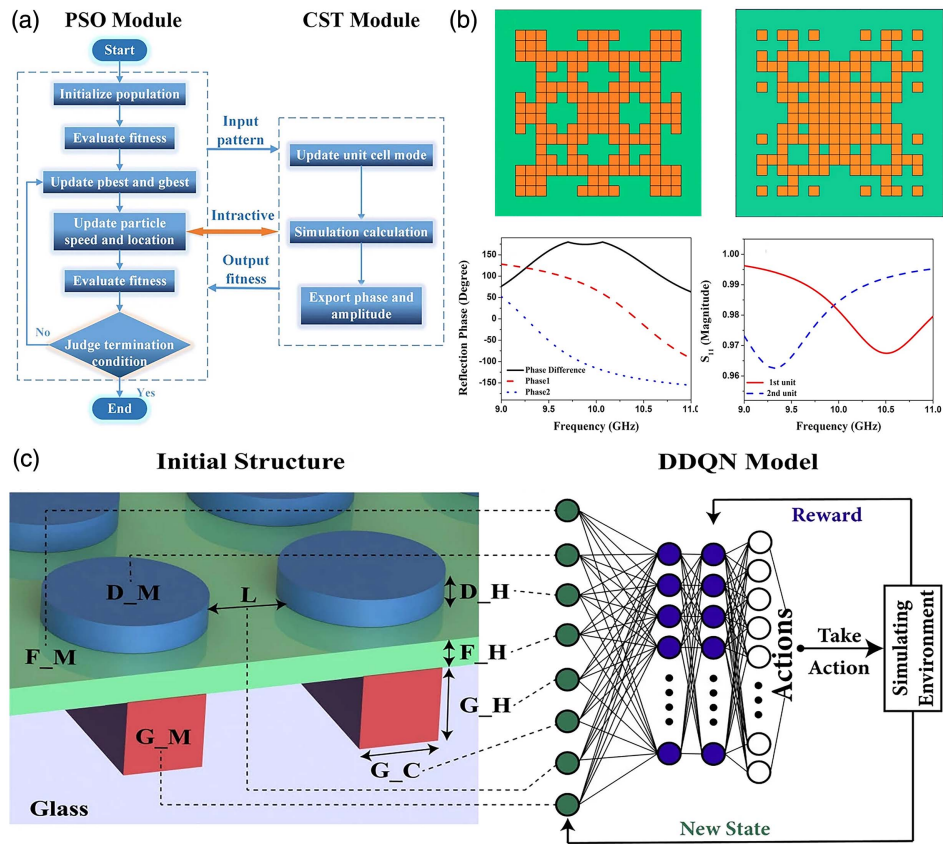 (a)
PSO Module
CST Module
Start
Initialize population
Evaluate fitness
Update pbest and gbest
Update particle
speed and location
Evaluate fitness
Judge termination
condition
No
Yes
End
Input
pattern
Intractive
Output
fitness
Update unit cell mode
Simulation calculation
Export phase and
amplitude
(b)
Reflection Phase (Degree)
150
100
50
0
-50
-100
-150
Phase Difference
Phase1
Phase2
9.0
9.5
10.0
10.5
11.0
Frequency (GHz)
S11 (Magnitude)
1.00
0.99
0.98
0.97
0.96
1st unit
2nd unit
9.0
9.5
10.0
10.5
11.0
Frequency (GHz)
(c)
Initial Structure
DDQN Model
D_M
L
D_H
F_M
F_H
G_H
G_M
G_C
Glass
Reward
Actions
Take
Action
Simulating
Environment
New State